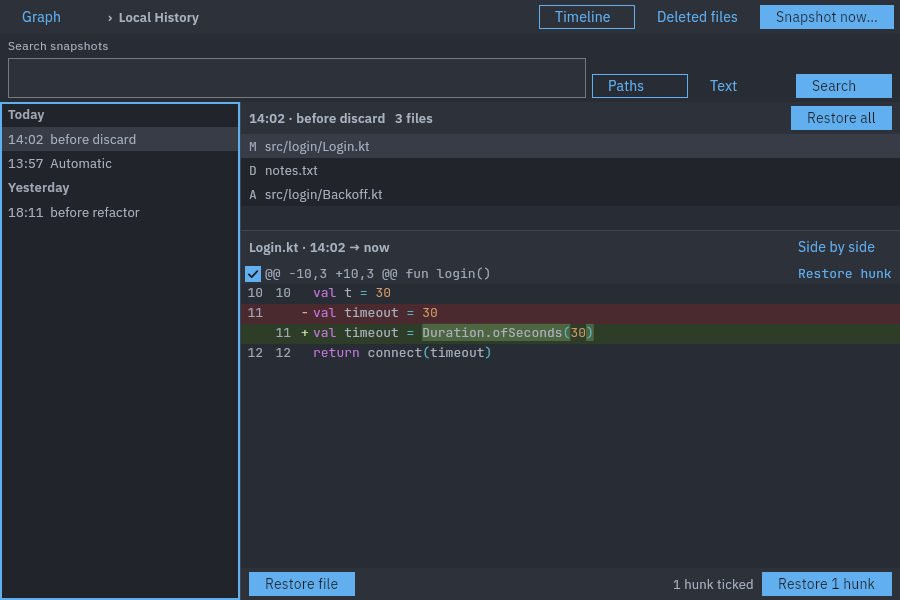 Graph › Local History Timeline Deleted files Snapshot now...
Search snapshots
Paths Text Search
Today
14:02 before discard
13:57 Automatic
Yesterday
18:11 before refactor
14:02 · before discard 3 files Restore all
M src/login/Login.kt
D notes.txt
A src/login/Backoff.kt
Login.kt · 14:02 → now Side by side
@@ -10,3 +10,3 @@ fun login() Restore hunk
10 10 val t = 30
11 - val timeout = 30
11 + val timeout = Duration.ofSeconds(30)
12 12 return connect(timeout)
Restore file 1 hunk ticked Restore 1 hunk